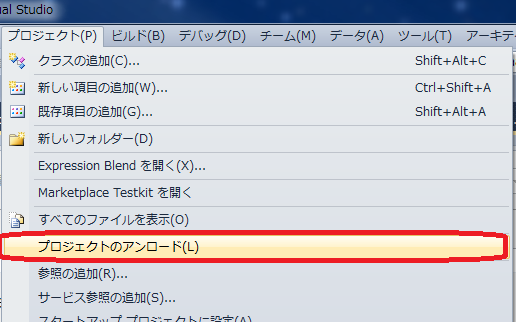 ual Studio
プロジェクト(P) ビルド(B) デバッグ(D) チーム(M) データ(A) ツール(T) アーキテ
クラスの追加(C)... Shift+Alt+C
新しい項目の追加(W)... Ctrl+Shift+A
既存項目の追加(G)... Shift+Alt+A
新しいフォルダー(D)
Expression Blend を開く(X)...
Marketplace Testkit を開く
すべてのファイルを表示(O)
プロジェクトのアンロード(L)
参照の追加(R)...
サービス参照の追加(S)...
スタートアップ プロジェクトに設定(A)